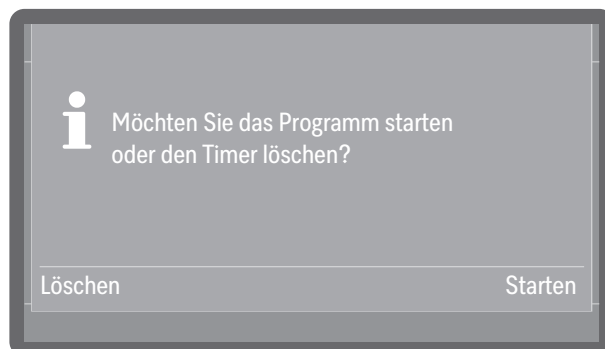 Möchten Sie das Programm starten
oder den Timer löschen?
Löschen
Starten